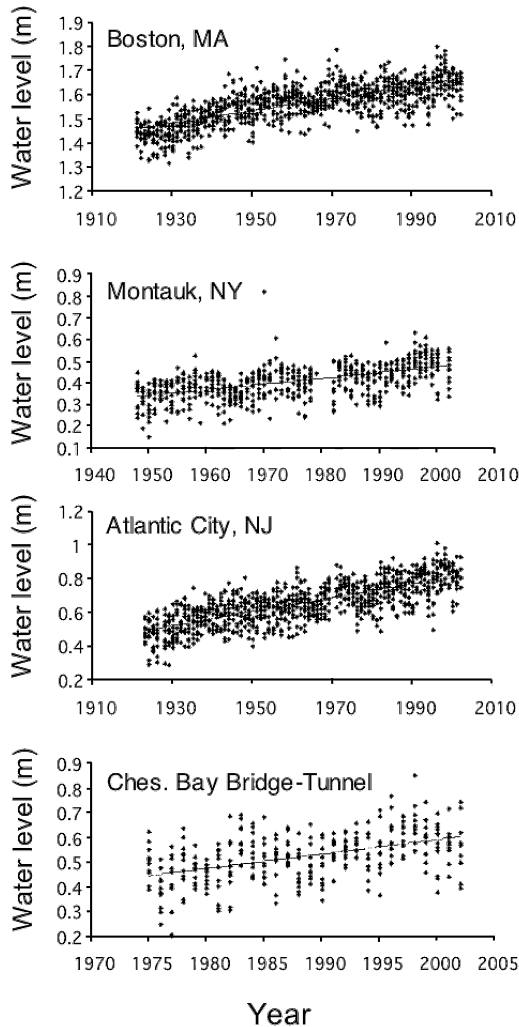 Water level (m)
Boston, MA
1.9
1.8
1.7
1.6
1.5
1.4
1.3
1.2
1910 1930 1950 1970 1990 2010
Water level (m)
Montauk, NY
0.9
0.8
0.7
0.6
0.5
0.4
0.3
0.2
0.1
1940 1950 1960 1970 1980 1990 2000 2010
Water level (m)
Atlantic City, NJ
1.2
1
0.8
0.6
0.4
0.2
1910 1930 1950 1970 1990 2010
Water level (m)
Ches. Bay Bridge-Tunnel
0.9
0.8
0.7
0.6
0.5
0.4
0.3
0.2
1970 1975 1980 1985 1990 1995 2000 2005
Year